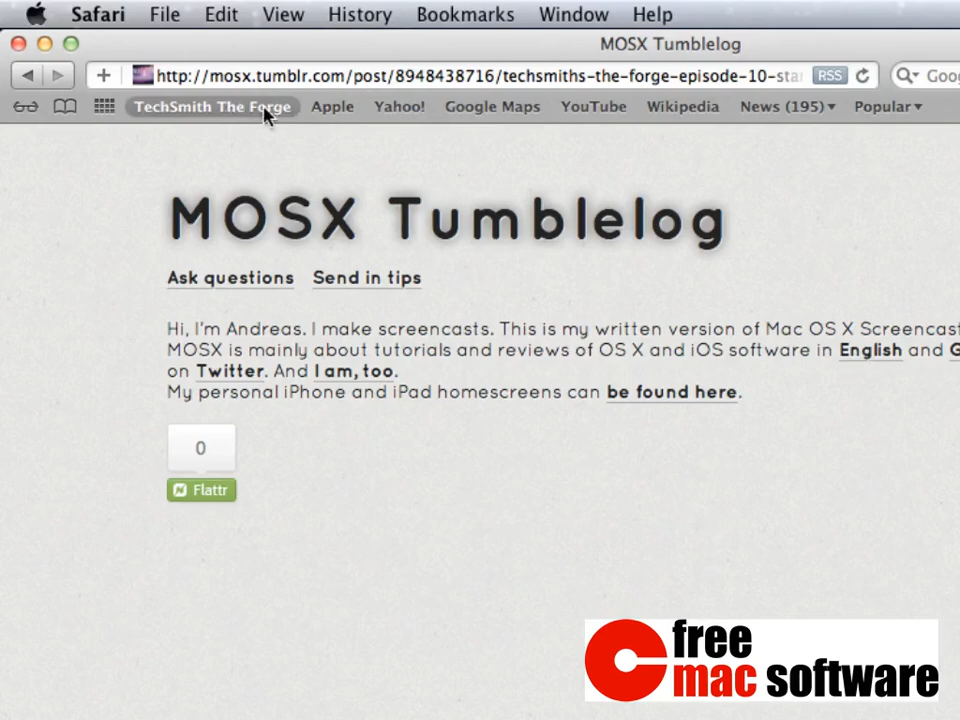 Safari File Edit View History Bookmarks Window Help
MOSX Tumblelog
http://mosx.tumblr.com/post/8948438716/techsmiths-the-forge-episode-10-sta RSS Goo
TechSmith The Forge Apple Yahoo! Google Maps YouTube Wikipedia News (195) Popular
MOSX Tumblelog
Ask questions Send in tips
Hi, I'm Andreas. I make screencasts. This is my written version of Mac OS X Screencast
MOSX is mainly about tutorials and reviews of OS X and iOS software in English and G
on Twitter. And I am, too.
My personal iPhone and iPad homescreens can be found here.
0
Flattr
free
mac software